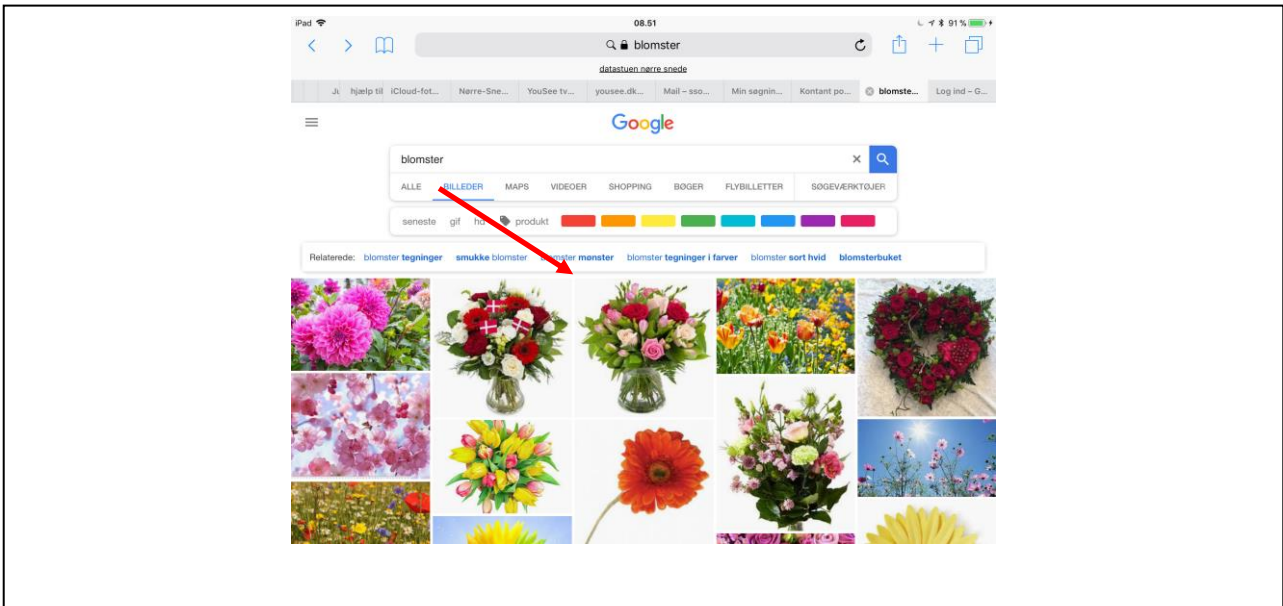 iPad 08.51 91 %
blomster
datastuen nørre snede
Ju hjælp til iCloud-fot... Nørre-Sne... YouSee tv... yousee.dk... Mail – sso... Min søgnin... Kontant po... blomste... Log ind – G...
Google
blomster
ALLE BILLEDER MAPS VIDEOER SHOPPING BØGER FLYBILLETTER SØGEVÆRKTØJER
seneste gif hd produkt
Relaterede: blomster tegninger smukke blomster blomster mønster blomster tegninger i farver blomster sort hvid blomsterbuket